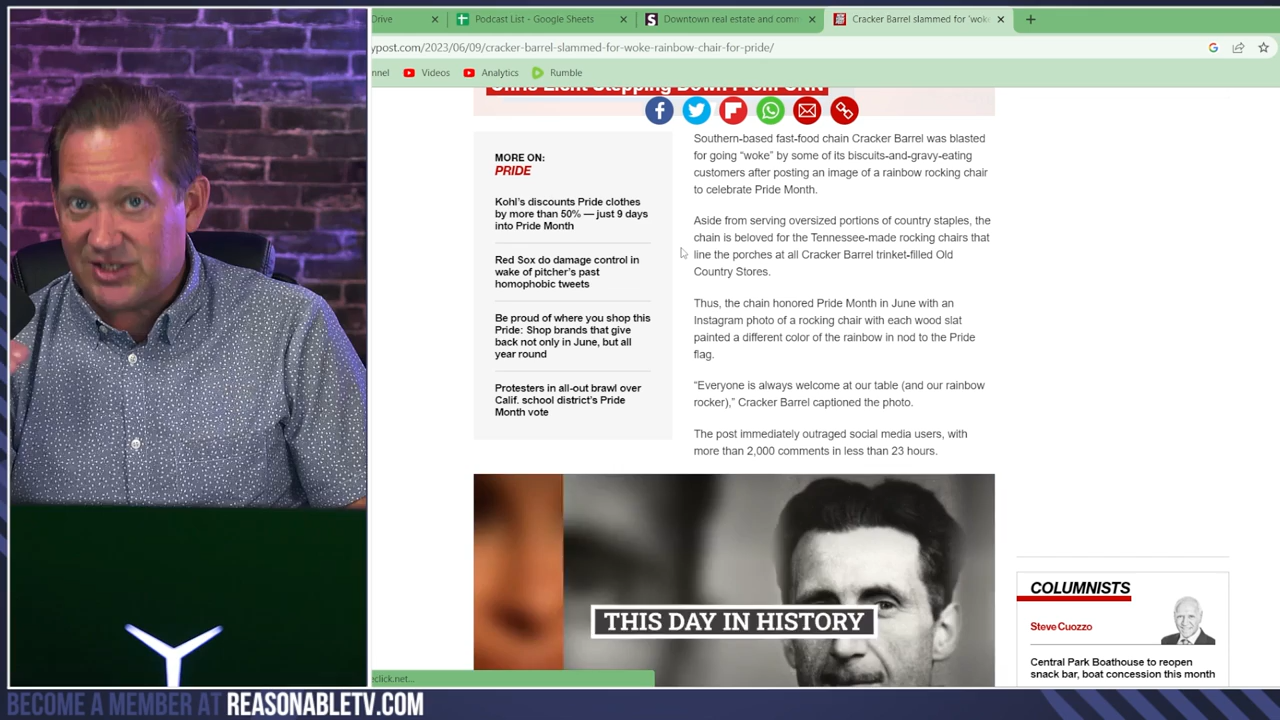 Drive
Podcast List - Google Sheets
Downtown real estate and comm
Cracker Barrel slammed for 'wok
ypost.com/2023/06/09/cracker-barrel-slammed-for-woke-rainbow-chair-for-pride/
nnel
Videos
Analytics
Rumble
Chris Licht Stepping Down From CNN
MORE ON:
PRIDE
Kohl's discounts Pride clothes
by more than 50% — just 9 days
into Pride Month
Red Sox do damage control in
wake of pitcher's past
homophobic tweets
Be proud of where you shop this
Pride: Shop brands that give
back not only in June, but all
year round
Protesters in all-out brawl over
Calif. school district's Pride
Month vote
Southern-based fast-food chain Cracker Barrel was blasted
for going “woke” by some of its biscuits-and-gravy-eating
customers after posting an image of a rainbow rocking chair
to celebrate Pride Month.
Aside from serving oversized portions of country staples, the
chain is beloved for the Tennessee-made rocking chairs that
line the porches at all Cracker Barrel trinket-filled Old
Country Stores.
Thus, the chain honored Pride Month in June with an
Instagram photo of a rocking chair with each wood slat
painted a different color of the rainbow in nod to the Pride
flag.
“Everyone is always welcome at our table (and our rainbow
rocker),” Cracker Barrel captioned the photo.
The post immediately outraged social media users, with
more than 2,000 comments in less than 23 hours.
THIS DAY IN HISTORY
COLUMNISTS
Steve Cuozzo
Central Park Boathouse to reopen
snack bar, boat concession this month
eclick.net...
BECOME A MEMBER AT REASONABLETV.COM